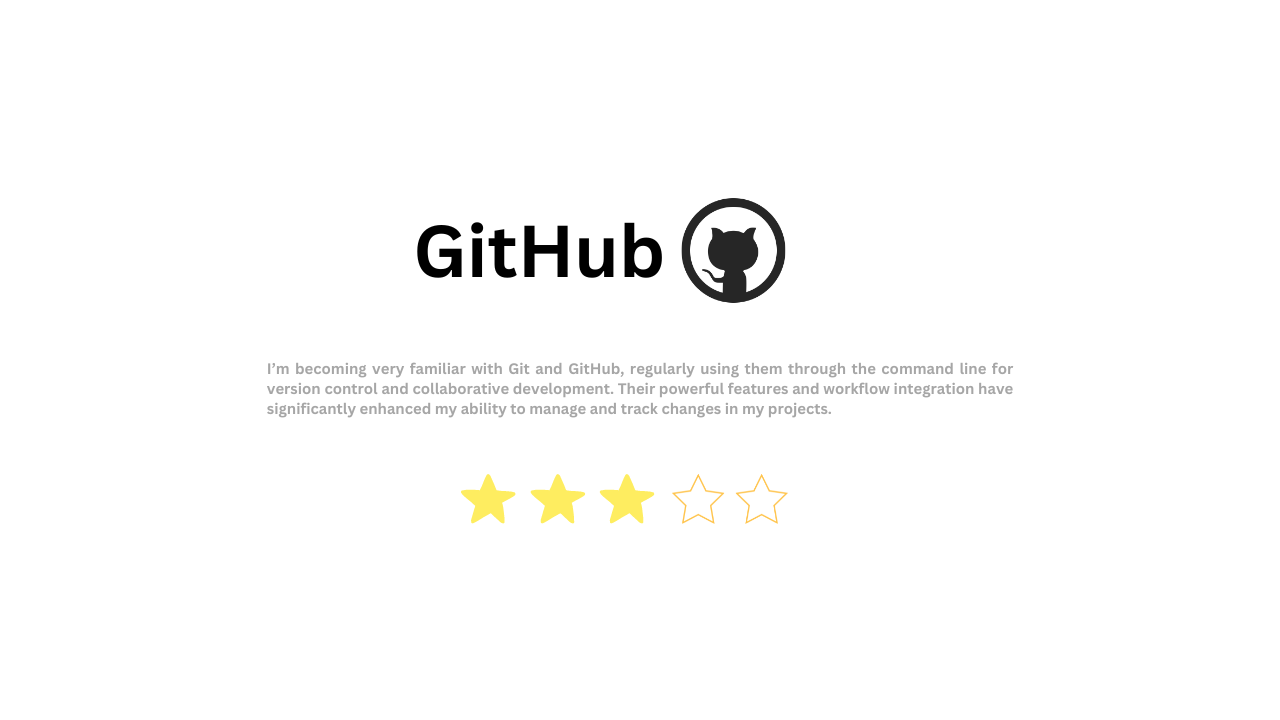 GitHub
I’m becoming very familiar with Git and GitHub, regularly using them through the command line for
version control and collaborative development. Their powerful features and workflow integration have
significantly enhanced my ability to manage and track changes in my projects.